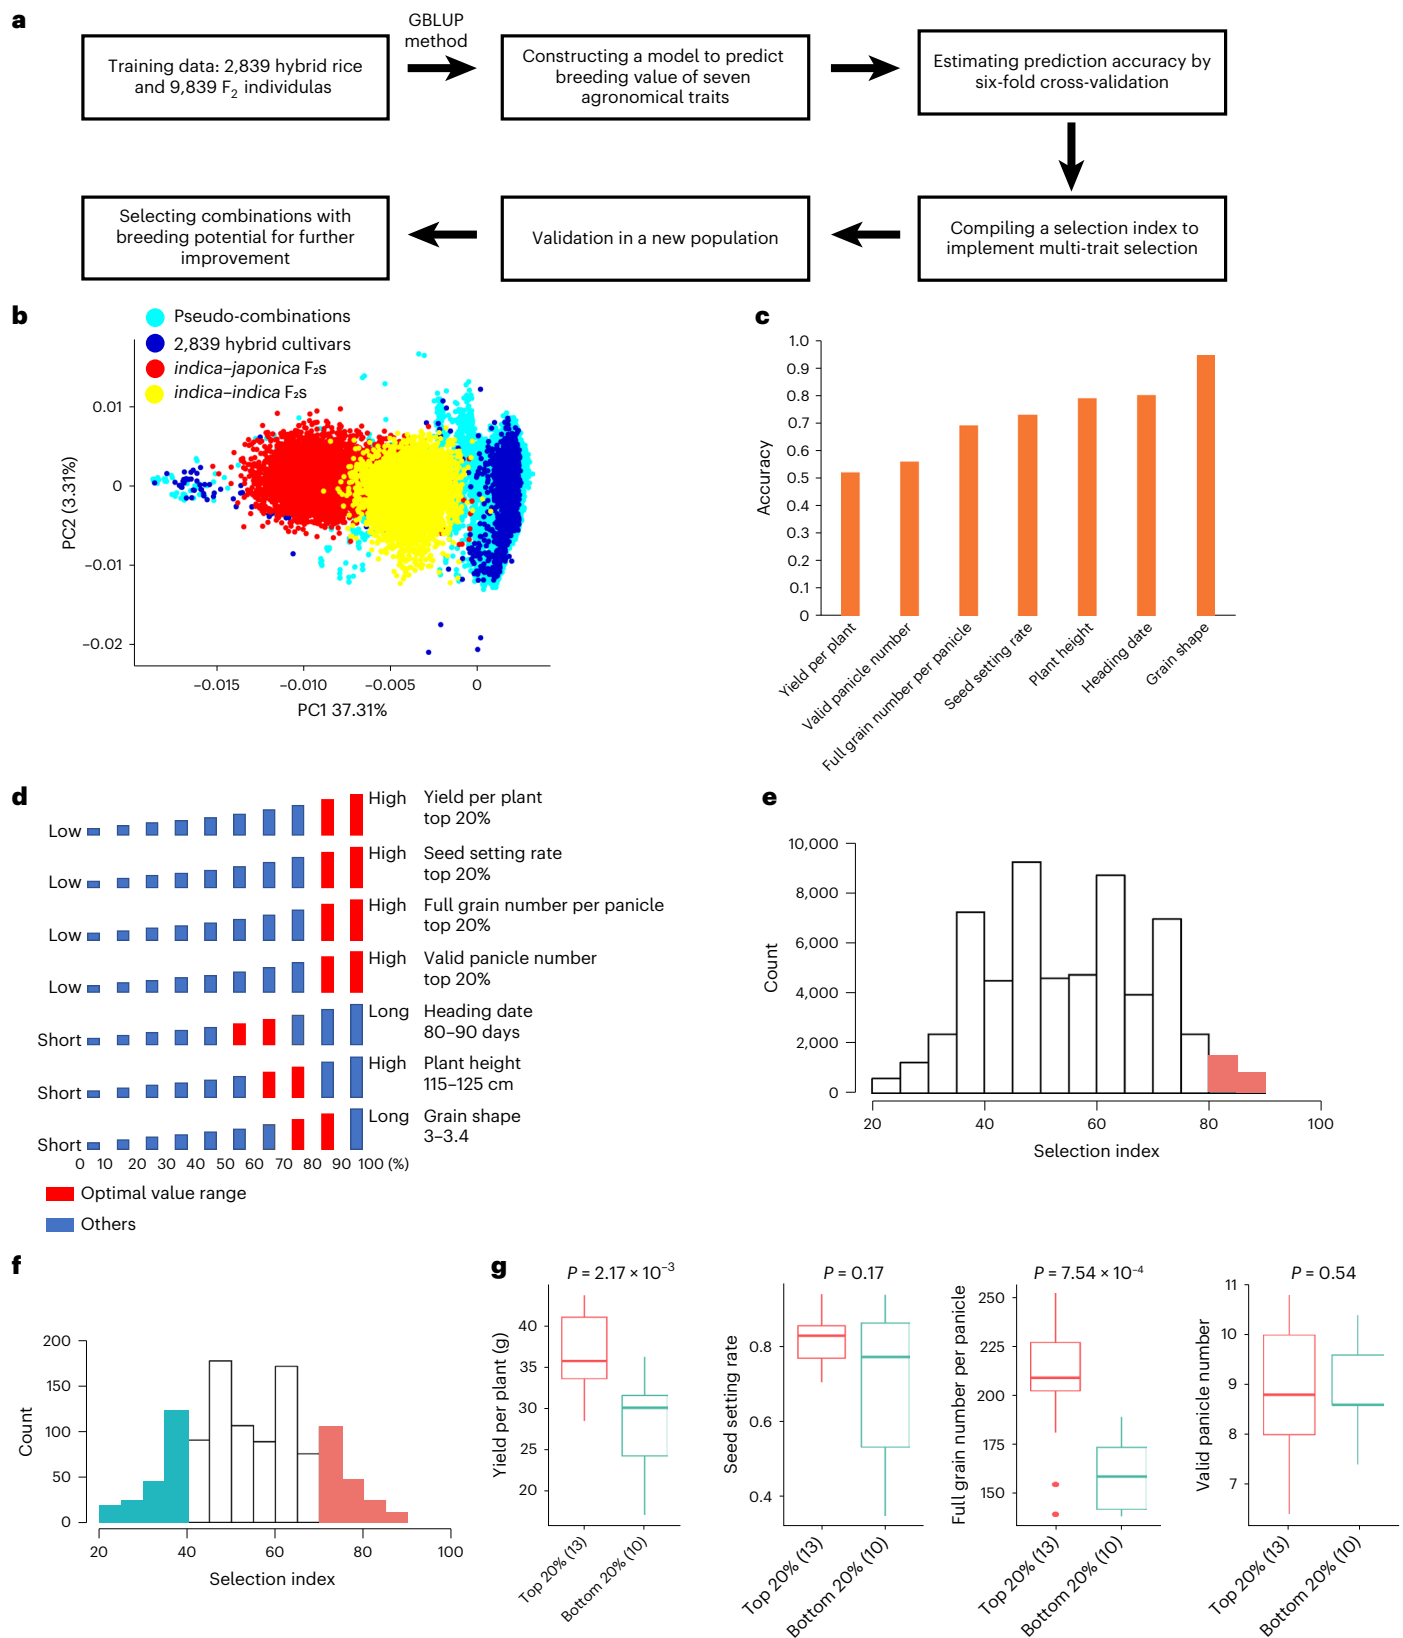 a
GBLUP
method
Training data: 2,839 hybrid rice
and 9,839 F2 individulas
Constructing a model to predict
breeding value of seven
agronomical traits
Estimating prediction accuracy by
six-fold cross-validation
Selecting combinations with
breeding potential for further
improvement
Validation in a new population
Compiling a selection index to
implement multi-trait selection
b
Pseudo-combinations
2,839 hybrid cultivars
indica–japonica F2s
indica–indica F2s
0.01
0
–0.01
–0.02
PC2 (3.31%)
–0.015
–0.010
–0.005
0
PC1 37.31%
c
1.0
0.9
0.8
0.7
0.6
0.5
0.4
0.3
0.2
0.1
0
Accuracy
Yield per plant
Valid panicle number
Full grain number per panicle
Seed setting rate
Plant height
Heading date
Grain shape
d
Low
High
Yield per plant
top 20%
Low
High
Seed setting rate
top 20%
Low
High
Full grain number per panicle
top 20%
Low
High
Valid panicle number
top 20%
Short
Long
Heading date
80–90 days
Short
High
Plant height
115–125 cm
Short
Long
Grain shape
3–3.4
0 10 20 30 40 50 60 70 80 90 100 (%)
Optimal value range
Others
e
10,000
8,000
6,000
4,000
2,000
0
Count
20
40
60
80
100
Selection index
f
200
150
100
50
0
Count
20
40
60
80
100
Selection index
g
P = 2.17 × 10–3
40
35
30
25
20
Yield per plant (g)
Top 20% (13)
Bottom 20% (10)
P = 0.17
0.8
0.6
0.4
Seed setting rate
Top 20% (13)
Bottom 20% (10)
P = 7.54 × 10–4
250
225
200
175
150
Full grain number per panicle
Top 20% (13)
Bottom 20% (10)
P = 0.54
11
10
9
8
7
Valid panicle number
Top 20% (13)
Bottom 20% (10)